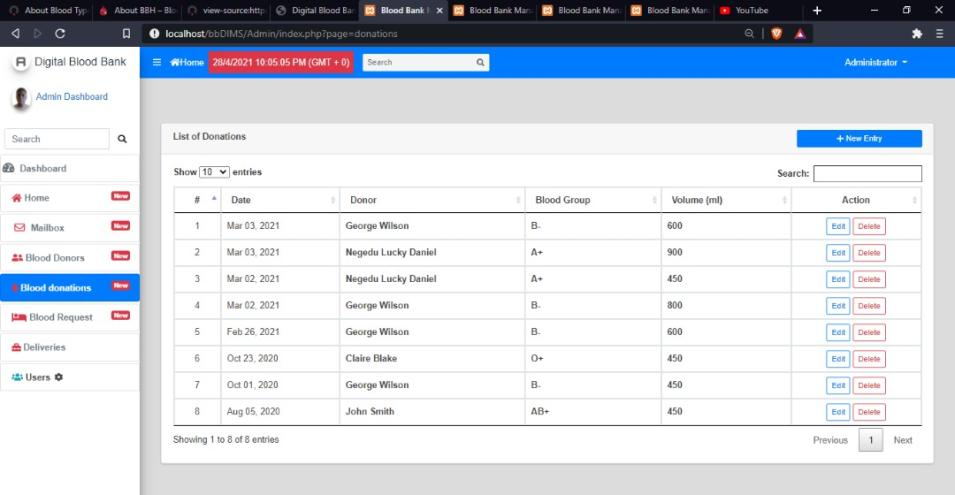 About Blood Typ
About BBH – Blo
view-source:http
Digital Blood Ban
Blood Bank
Blood Bank Man
Blood Bank Man
Blood Bank Man
YouTube
localhost/bbDIMS/Admin/index.php?page=donations
Digital Blood Bank
Home 28/4/2021 10:05:05 PM (GMT + 0) Search Administrator
Admin Dashboard
Search
Dashboard
Home New
Mailbox New
Blood Donors New
Blood donations New
Blood Request New
Deliveries
Users
List of Donations + New Entry
Show 10 entries Search:
# Date Donor Blood Group Volume (ml) Action
1 Mar 03, 2021 George Wilson B- 600 Edit Delete
2 Mar 03, 2021 Negedu Lucky Daniel A+ 900 Edit Delete
3 Mar 02, 2021 Negedu Lucky Daniel A+ 450 Edit Delete
4 Mar 02, 2021 George Wilson B- 800 Edit Delete
5 Feb 26, 2021 George Wilson B- 600 Edit Delete
6 Oct 23, 2020 Claire Blake O+ 450 Edit Delete
7 Oct 01, 2020 George Wilson B- 450 Edit Delete
8 Aug 05, 2020 John Smith AB+ 450 Edit Delete
Showing 1 to 8 of 8 entries Previous 1 Next